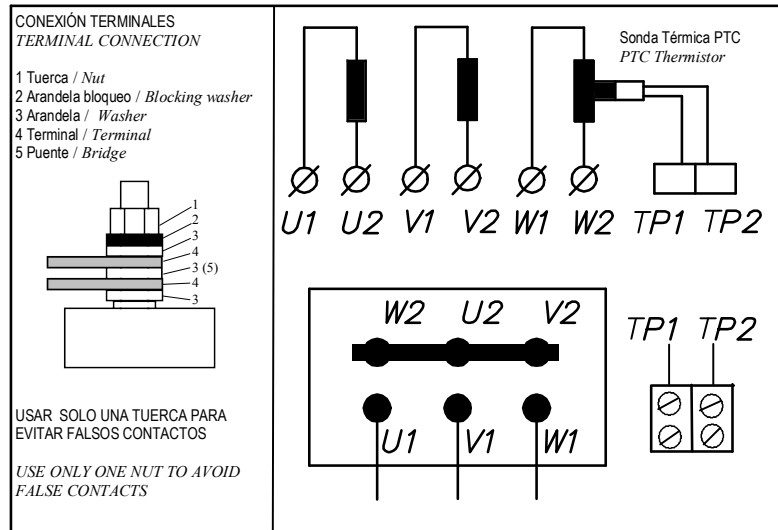 CONEXIÓN TERMINALES
TERMINAL CONNECTION
1 Tuerca / Nut
2 Arandela bloqueo / Blocking washer
3 Arandela / Washer
4 Terminal / Terminal
5 Puente / Bridge
1
2
3
4
3 (5)
4
3
USAR SOLO UNA TUERCA PARA
EVITAR FALSOS CONTACTOS
USE ONLY ONE NUT TO AVOID
FALSE CONTACTS
Sonda Térmica PTC
PTC Thermistor
U1 U2 V1 V2 W1 W2 TP1 TP2
W2 U2 V2
U1 V1 W1
TP1 TP2